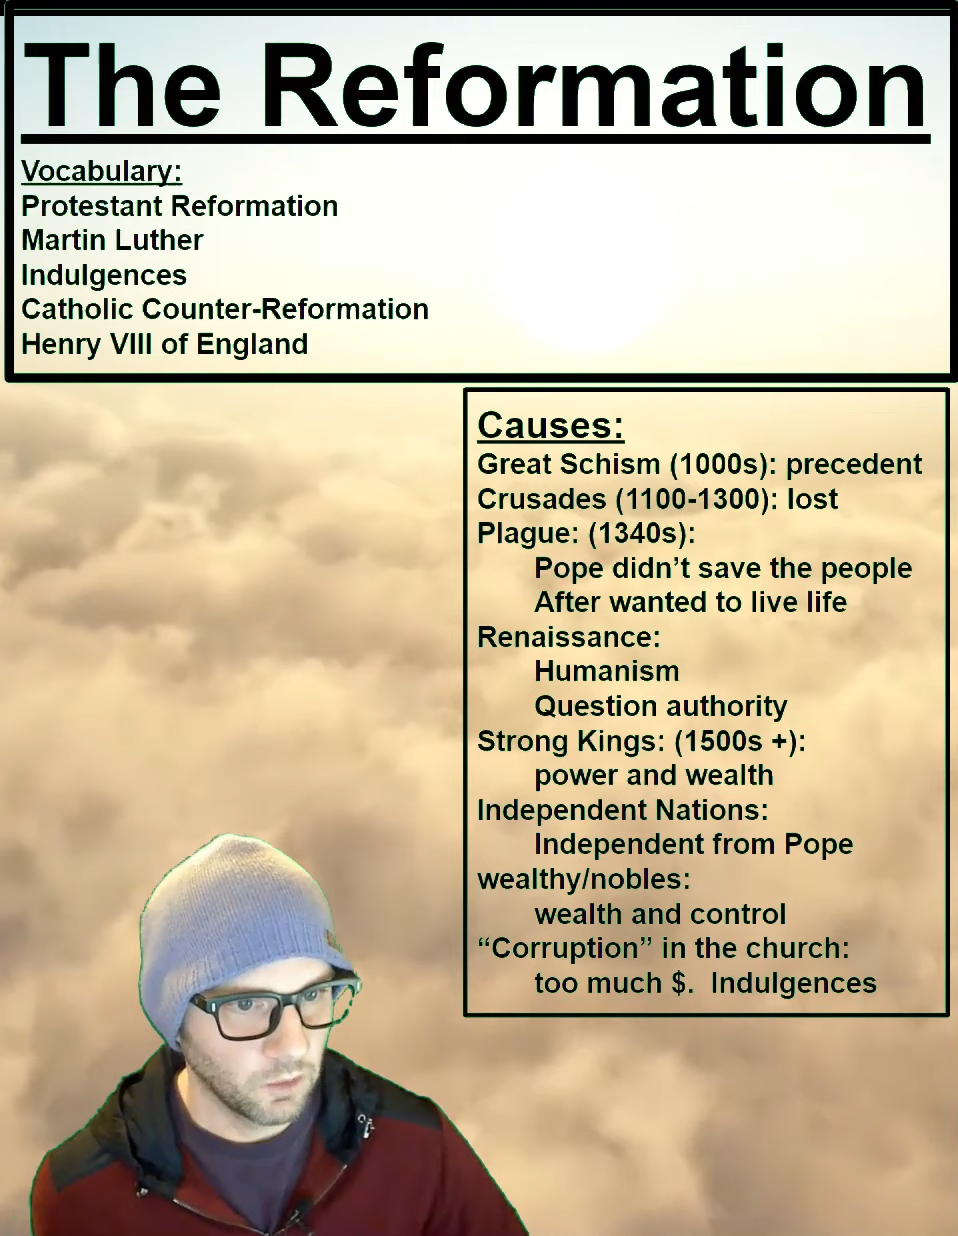 The Reformation
Vocabulary:
Protestant Reformation
Martin Luther
Indulgences
Catholic Counter-Reformation
Henry VIII of England
Causes:
Great Schism (1000s): precedent
Crusades (1100-1300): lost
Plague: (1340s):
Pope didn’t save the people
After wanted to live life
Renaissance:
Humanism
Question authority
Strong Kings: (1500s +):
power and wealth
Independent Nations:
Independent from Pope
wealthy/nobles:
wealth and control
“Corruption” in the church:
too much $.  Indulgences